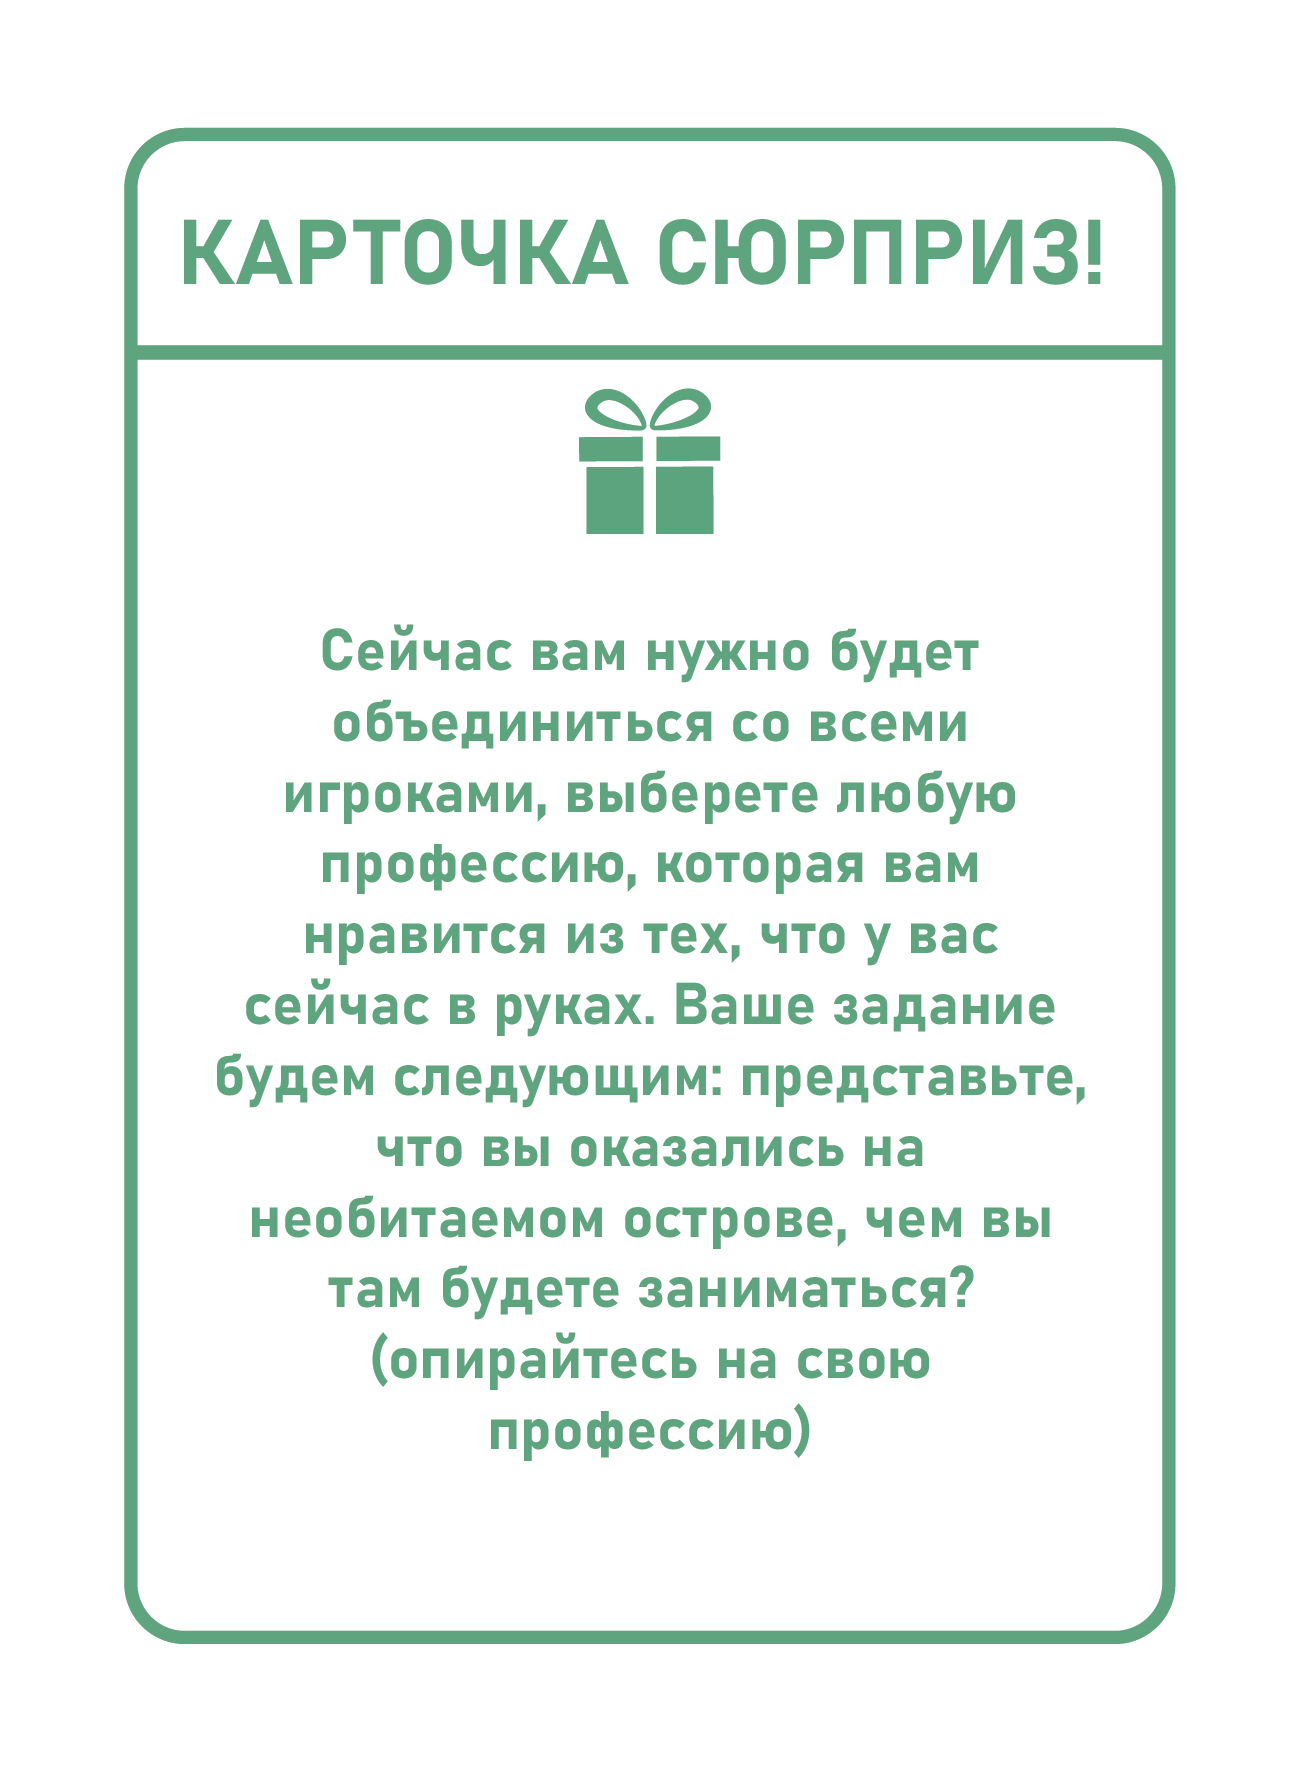 КАРТОЧКА СЮРПРИЗ!
Сейчас вам нужно будет
объединиться со всеми
игроками, выберете любую
профессию, которая вам
нравится из тех, что у вас
сейчас в руках. Ваше задание
будем следующим: представьте,
что вы оказались на
необитаемом острове, чем вы
там будете заниматься?
(опирайтесь на свою
профессию)